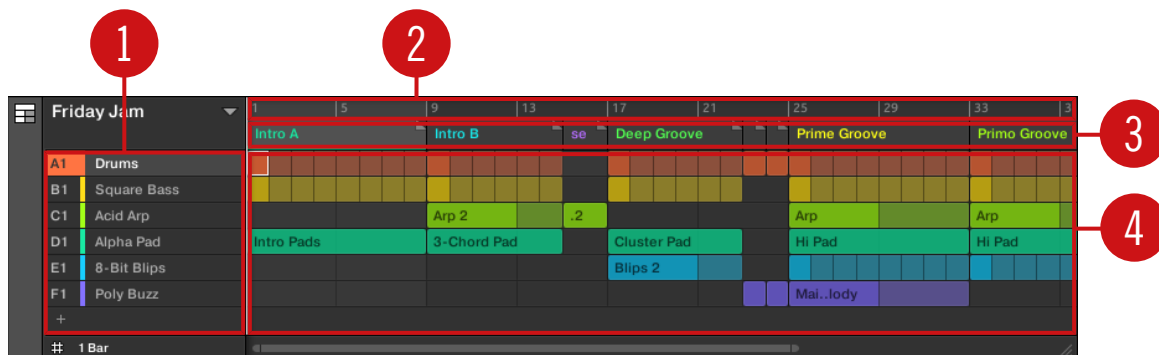 1 2
Friday Jam 1 5 9 13 17 21 25 29 33 3
Intro A Intro B se Deep Groove Prime Groove Primo Groove 3
A1 Drums
B1 Square Bass
C1 Acid Arp Arp 2 .2 Arp Arp 4
D1 Alpha Pad Intro Pads 3-Chord Pad Cluster Pad Hi Pad Hi Pad
E1 8-Bit Blips Blips 2
F1 Poly Buzz Mai..lody
+
1 Bar